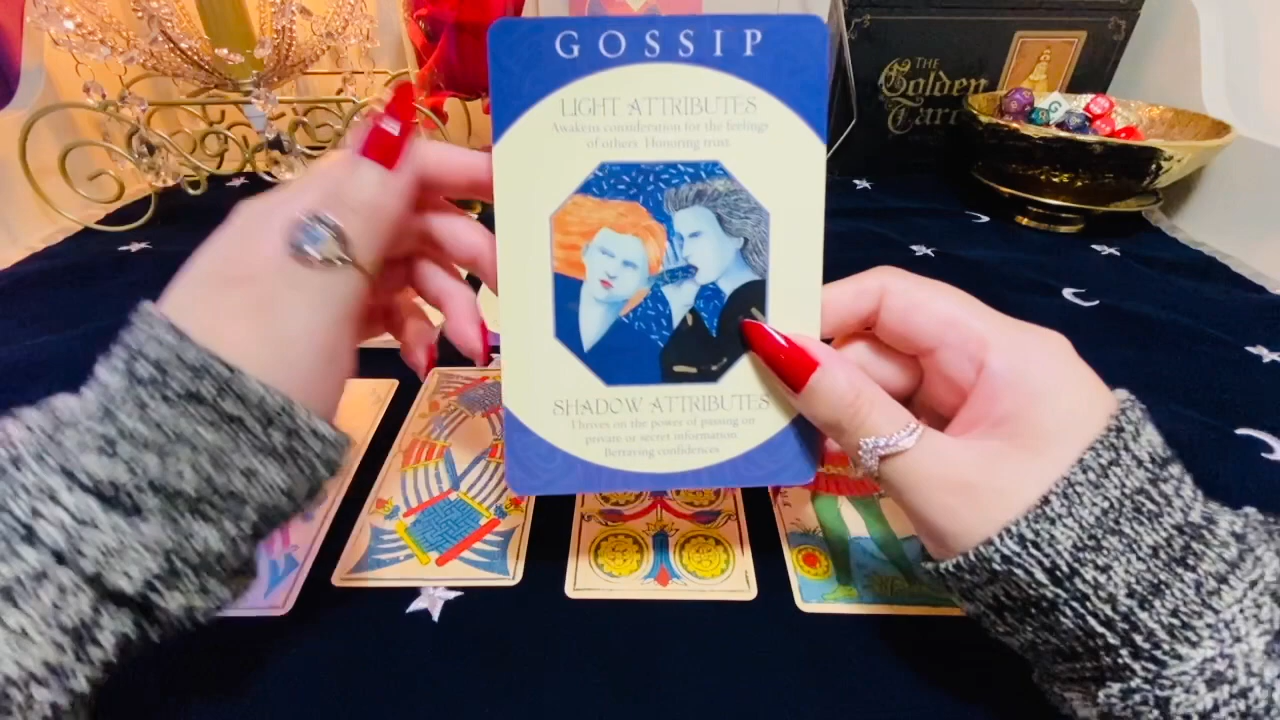 GOSSIP
LIGHT ATTRIBUTES
Awakens consideration for the feelings
of others. Honoring trust.
SHADOW ATTRIBUTES
Thrives on the power of passing on
private or secret information.
Betraying confidences.
THE
Golden
Taro